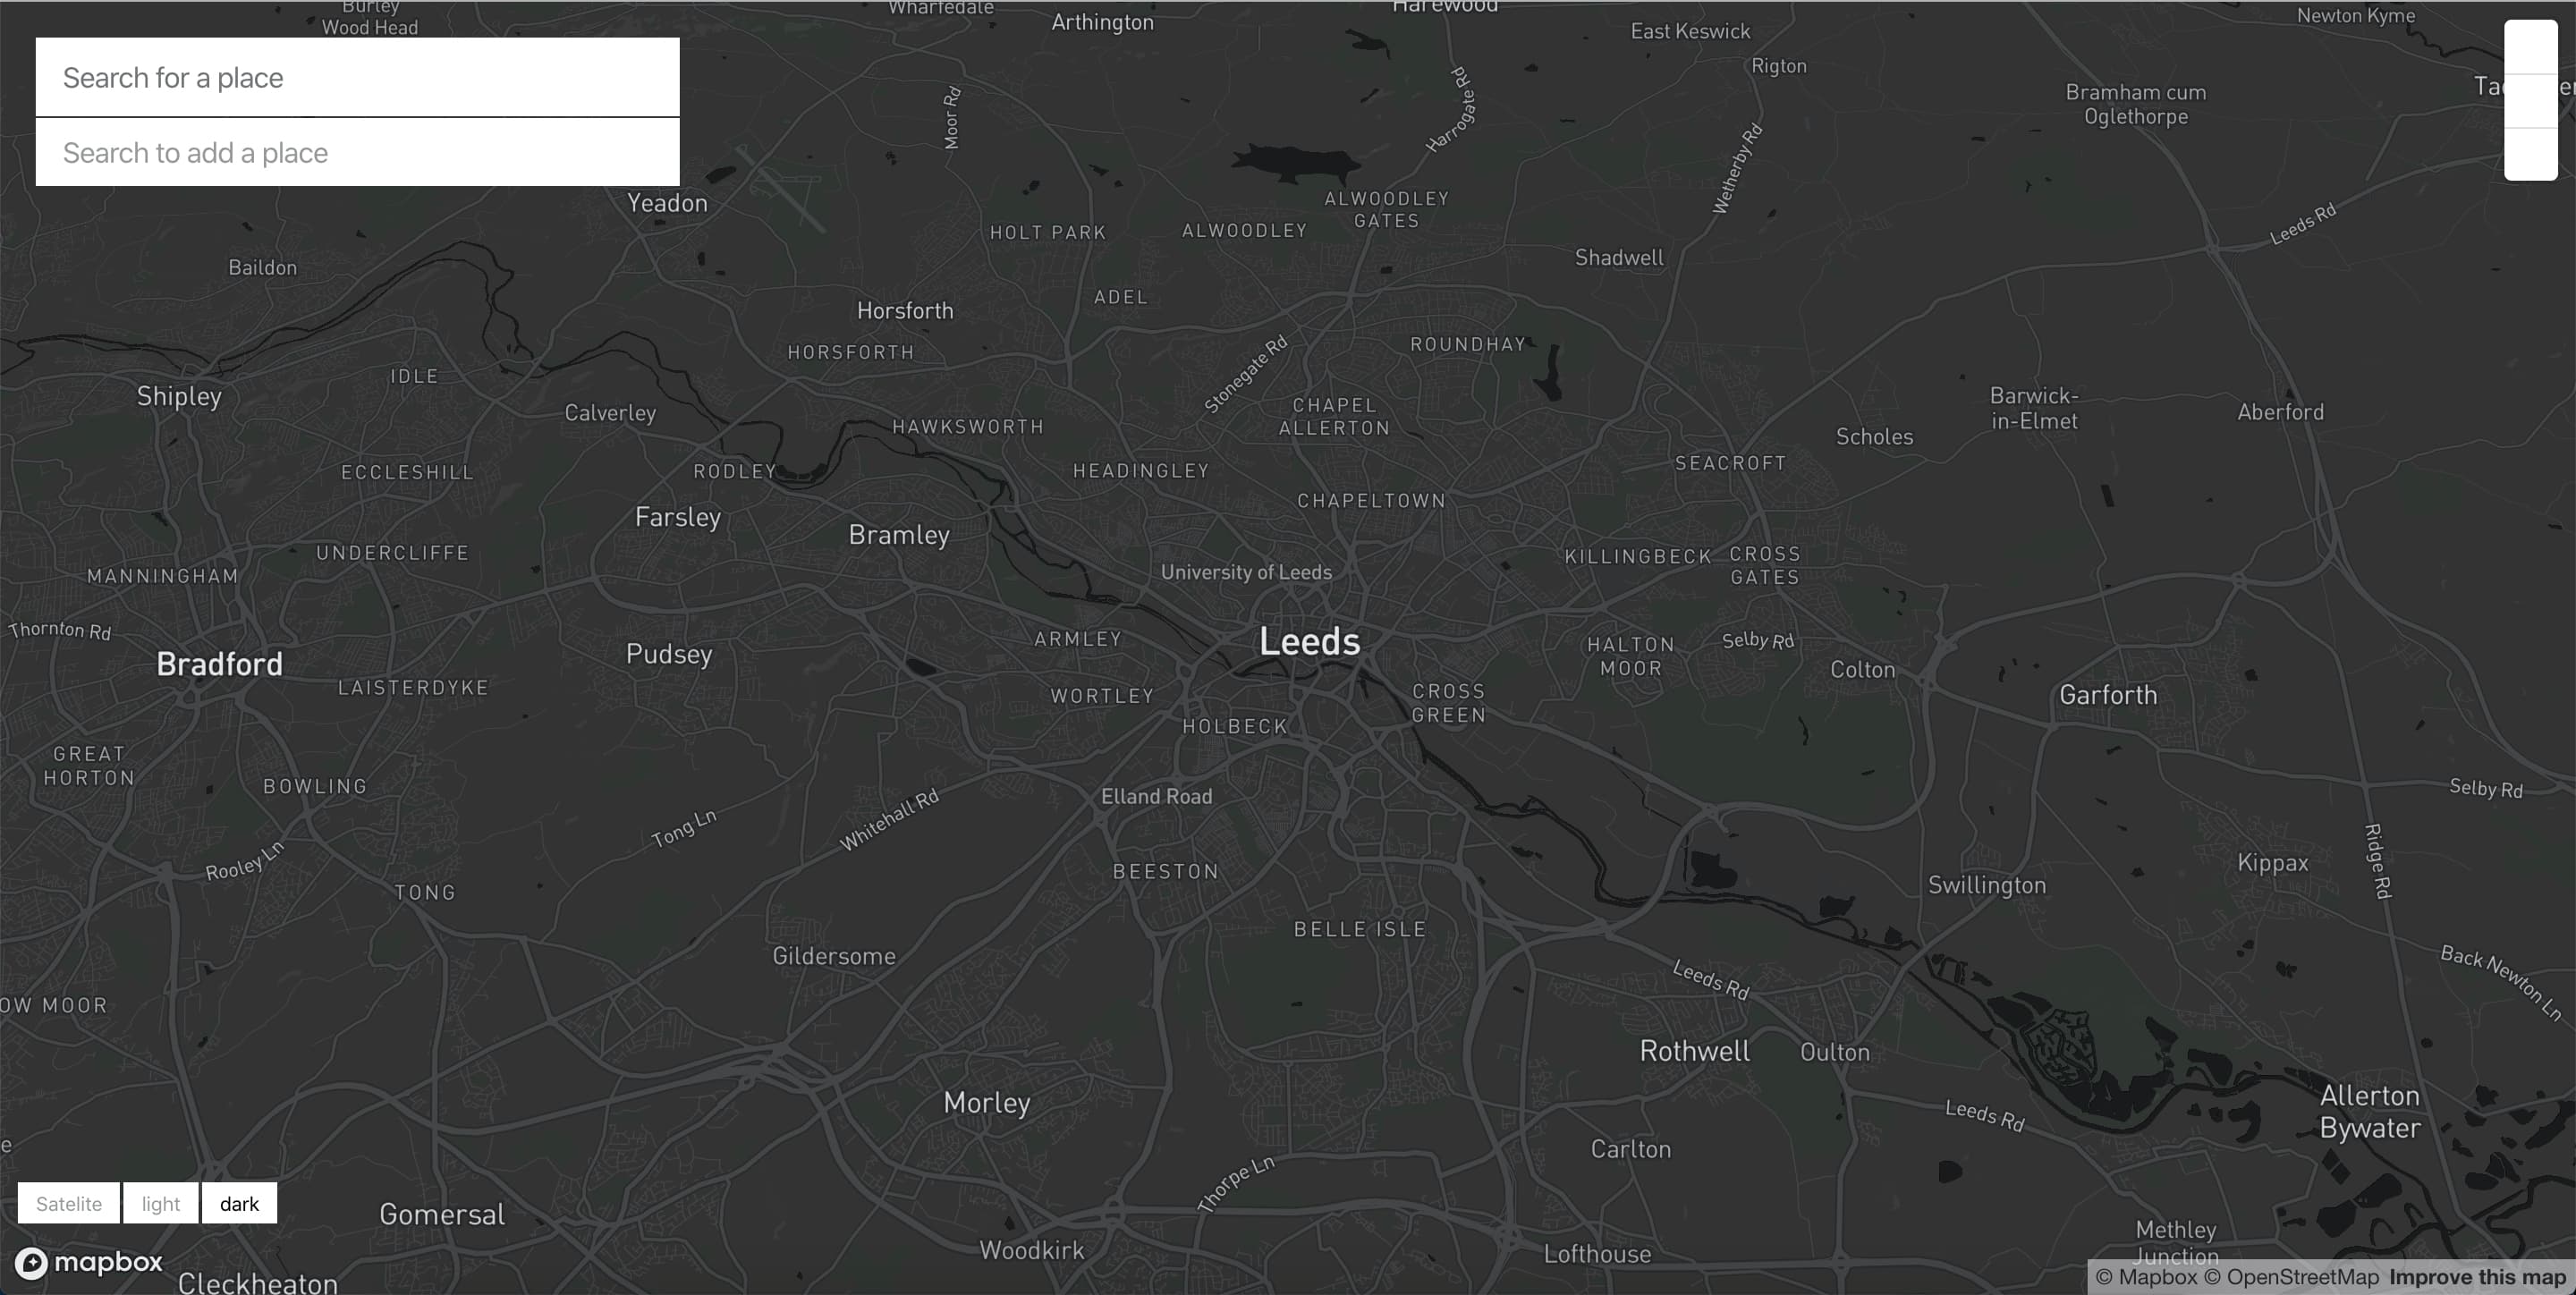 Burley
Wood Head
Wharfedale
Arthington
Harewood
East Keswick
Newton Kyme
Rigton
Search for a place
Search to add a place
Moor Rd
Harrogate Rd
Wetherby Rd
Bramham cum
Oglethorpe
Yeadon
HOLT PARK
ALWOODLEY
ALWOODLEY
GATES
Shadwell
Leeds Rd
Baildon
Horsforth
ADEL
HORSFORTH
Stonegate Rd
ROUNDHAY
Shipley
IDLE
Calverley
HAWKSWORTH
CHAPEL
ALLERTON
Scholes
Barwick-
in-Elmet
Aberford
ECCLESHILL
RODLEY
HEADINGLEY
SEACROFT
CHAPELTOWN
Farsley
Bramley
UNDERCLIFFE
MANNINGHAM
University of Leeds
KILLINGBECK
CROSS
GATES
Thornton Rd
Bradford
Pudsey
ARMLEY
Leeds
HALTON
MOOR
Selby Rd
Colton
LAISTERDYKE
WORTLEY
CROSS
GREEN
Garforth
HOLBECK
GREAT
HORTON
BOWLING
Elland Road
Selby Rd
Tong Ln
Whitehall Rd
Rooley Ln
TONG
BEESTON
Ridge Rd
Kippax
Swillington
BELLE ISLE
Gildersome
Leeds Rd
Back Newton Ln
OW MOOR
Rothwell
Oulton
Morley
Leeds Rd
Allerton
Bywater
Carlton
Thorpe Ln
Satelite
light
dark
Gomersal
Woodkirk
Lofthouse
Methley
Junction
mapbox
Cleckheaton
© Mapbox © OpenStreetMap Improve this map